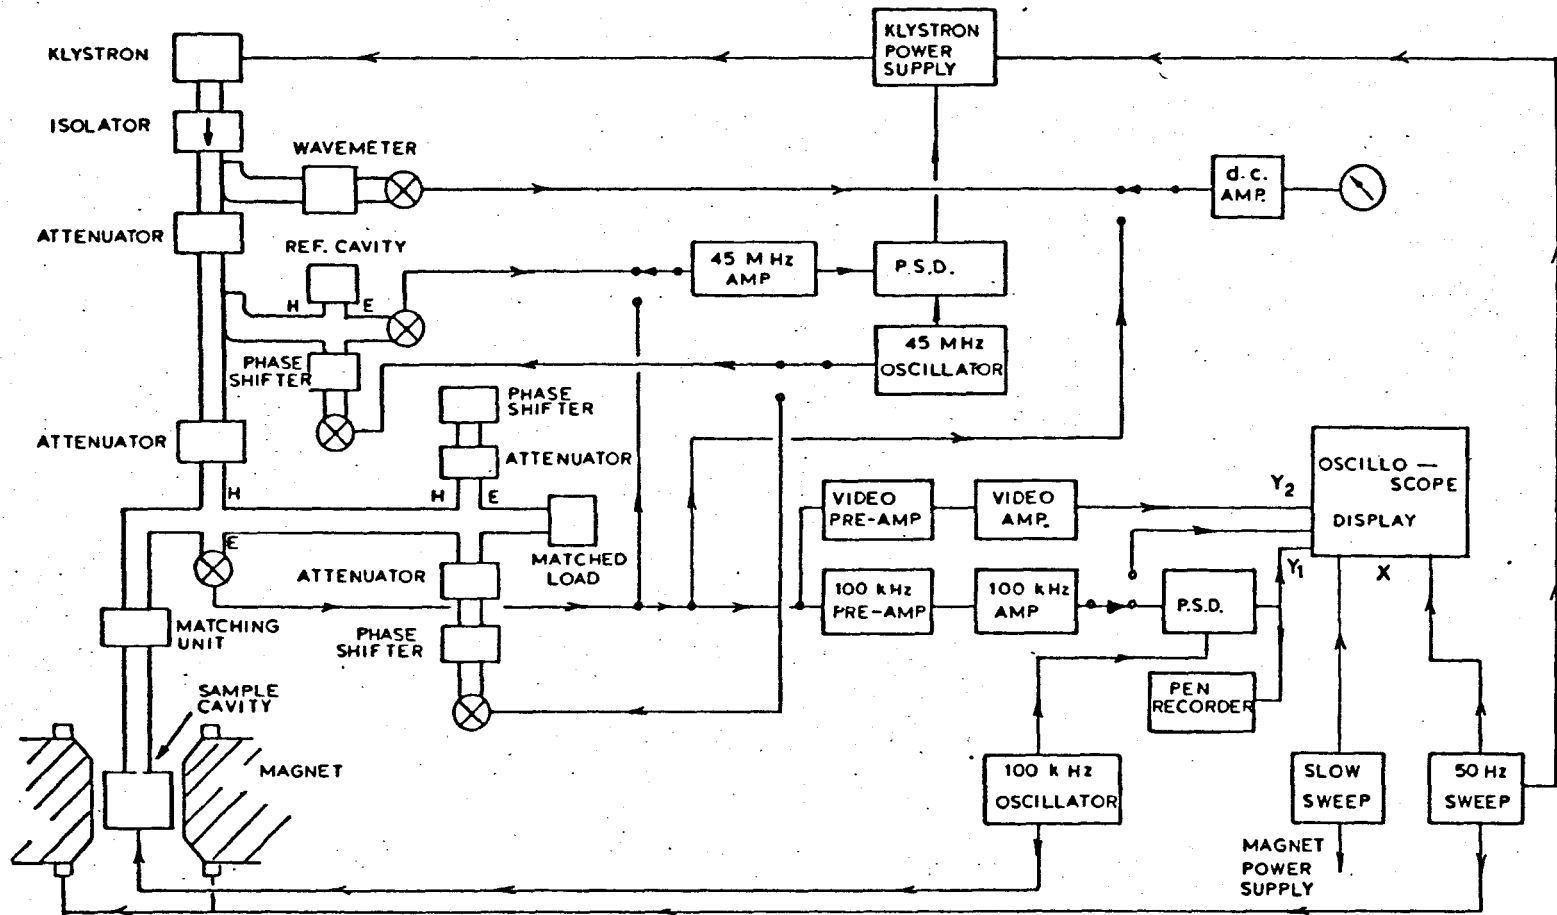 KLYSTRON
KLYSTRON
POWER
SUPPLY
ISOLATOR
WAVEMETER
d.c.
AMP.
ATTENUATOR
REF. CAVITY
45 MHz
AMP
P.S.D.
H
E
PHASE
SHIFTER
45 MHz
OSCILLATOR
PHASE
SHIFTER
ATTENUATOR
ATTENUATOR
OSCILLO —
SCOPE
DISPLAY
H
H
E
Y2
VIDEO
PRE-AMP
VIDEO
AMP.
E
MATCHED
LOAD
ATTENUATOR
100 kHz
PRE-AMP
100 kHz
AMP
P.S.D.
Y1
X
MATCHING
UNIT
PHASE
SHIFTER
SAMPLE
CAVITY
PEN
RECORDER
MAGNET
100 k Hz
OSCILLATOR
SLOW
SWEEP
50 Hz
SWEEP
MAGNET
POWER
SUPPLY